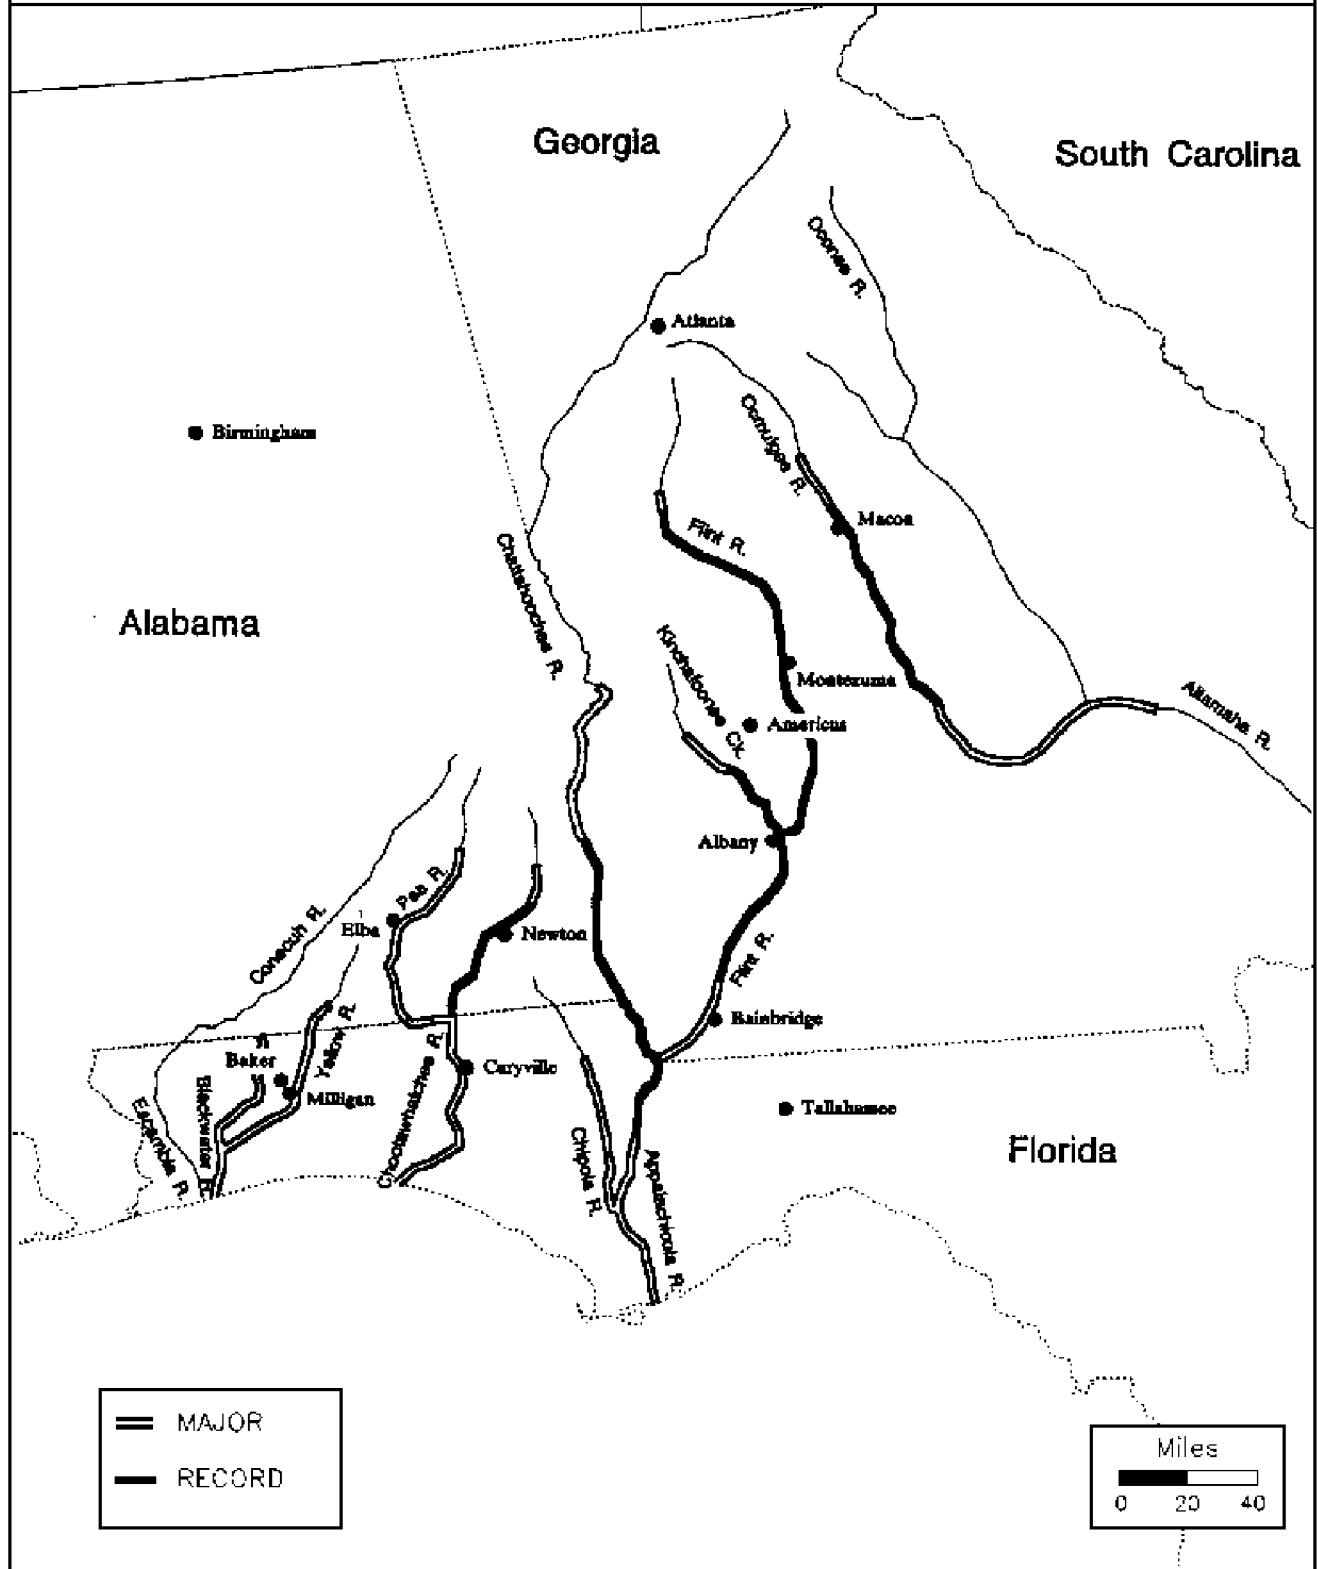 Georgia
South Carolina
Oconee R.
Atlanta
Birmingham
Ocmulgee R.
Macon
Flint R.
Chattahoochee R.
Alabama
Kinchafoonee Ck.
Montezuma
Altamaha R.
Americus
Albany
Pea R.
Elba
Conecuh R.
Newton
Flint R.
Bainbridge
Yellow R.
Baker
Caryville
Choctawhatchee R.
Blackwater R.
Milligan
Escambia R.
Tallahassee
Florida
Chipola R.
Appalachicola R.
MAJOR
RECORD
Miles
0 20 40